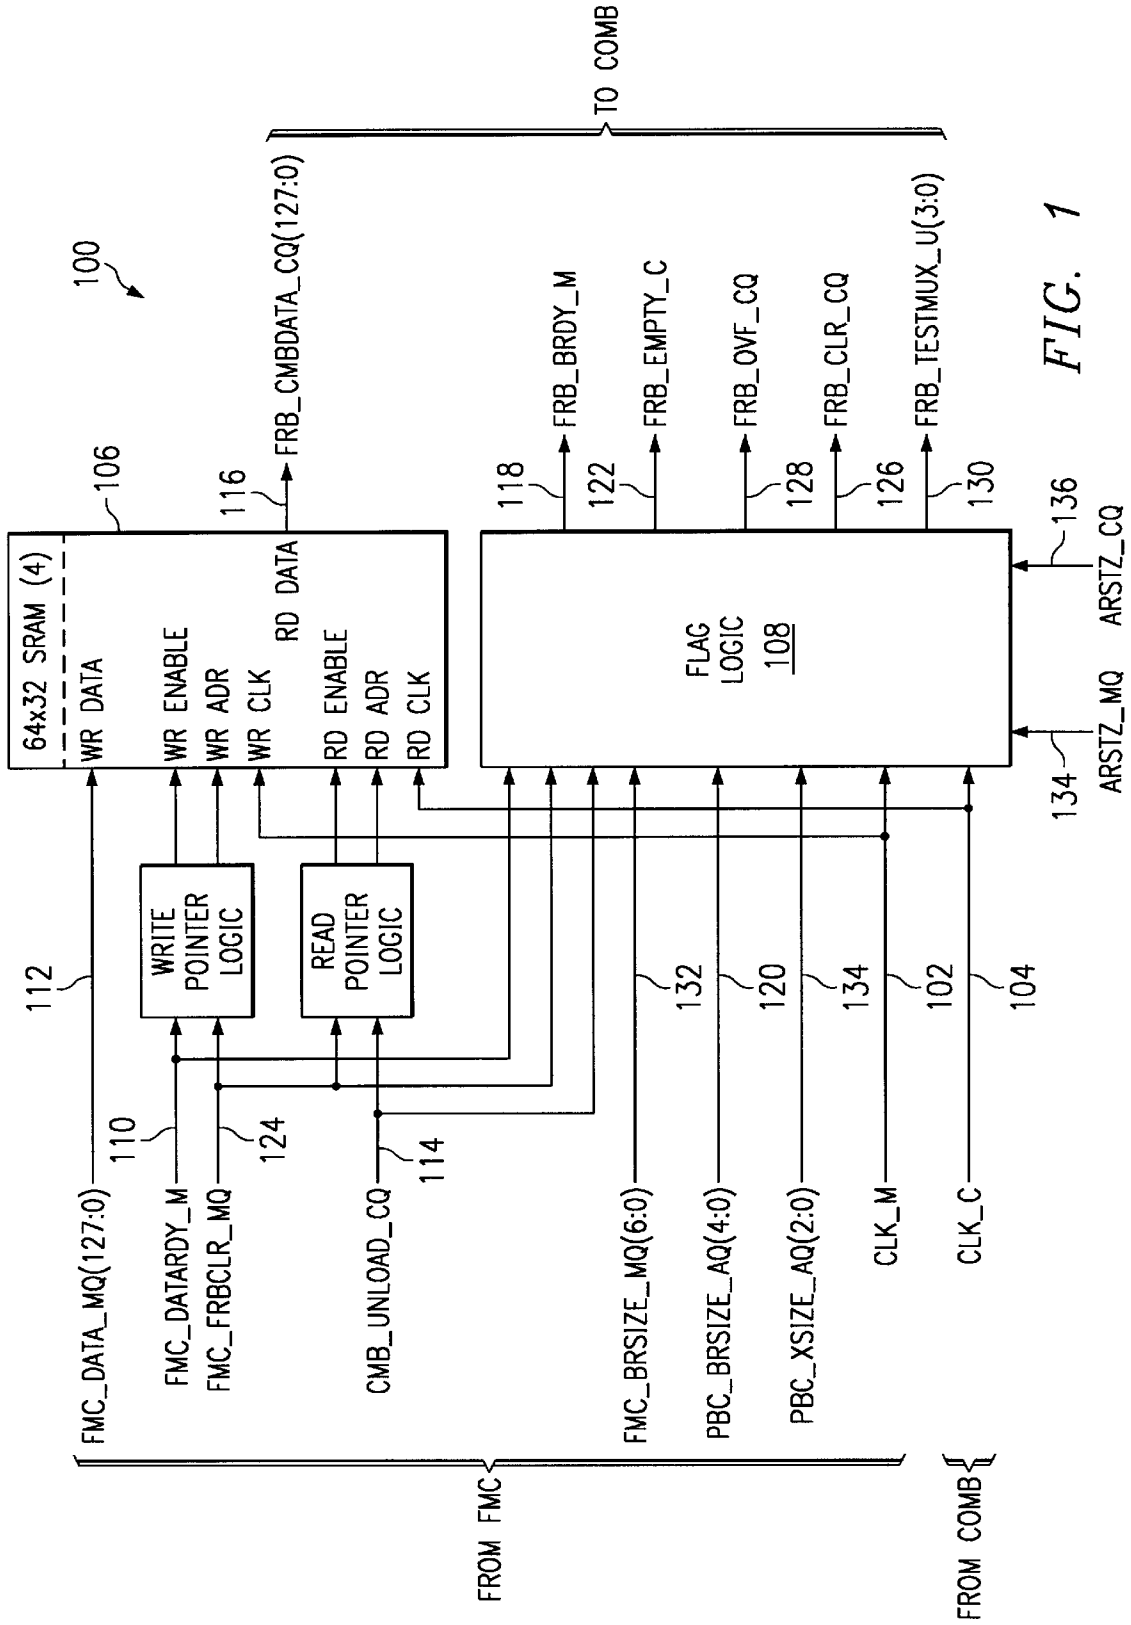 100
64x32 SRAM (4)
106
WR DATA
WR ENABLE
WR ADR
WR CLK
RD DATA
RD ENABLE
RD ADR
RD CLK
112
WRITE
POINTER
LOGIC
READ
POINTER
LOGIC
110
124
114
FMC_DATA_MQ(127:0)
FMC_DATARDY_M
FMC_FRBCLR_MQ
CMB_UNLOAD_CQ
FMC_BRSIZE_MQ(6:0)
PBC_BRSIZE_AQ(4:0)
PBC_XSIZE_AQ(2:0)
CLK_M
CLK_C
FROM FMC
FROM COMB
132
120
134
102
104
FLAG
LOGIC
108
116
FRB_CMBDATA_CQ(127:0)
118
FRB_BRDY_M
122
FRB_EMPTY_C
128
FRB_OVF_CQ
126
FRB_CLR_CQ
130
FRB_TESTMUX_U(3:0)
TO COMB
134
ARSTZ_MQ
136
ARSTZ_CQ
FIG. 1